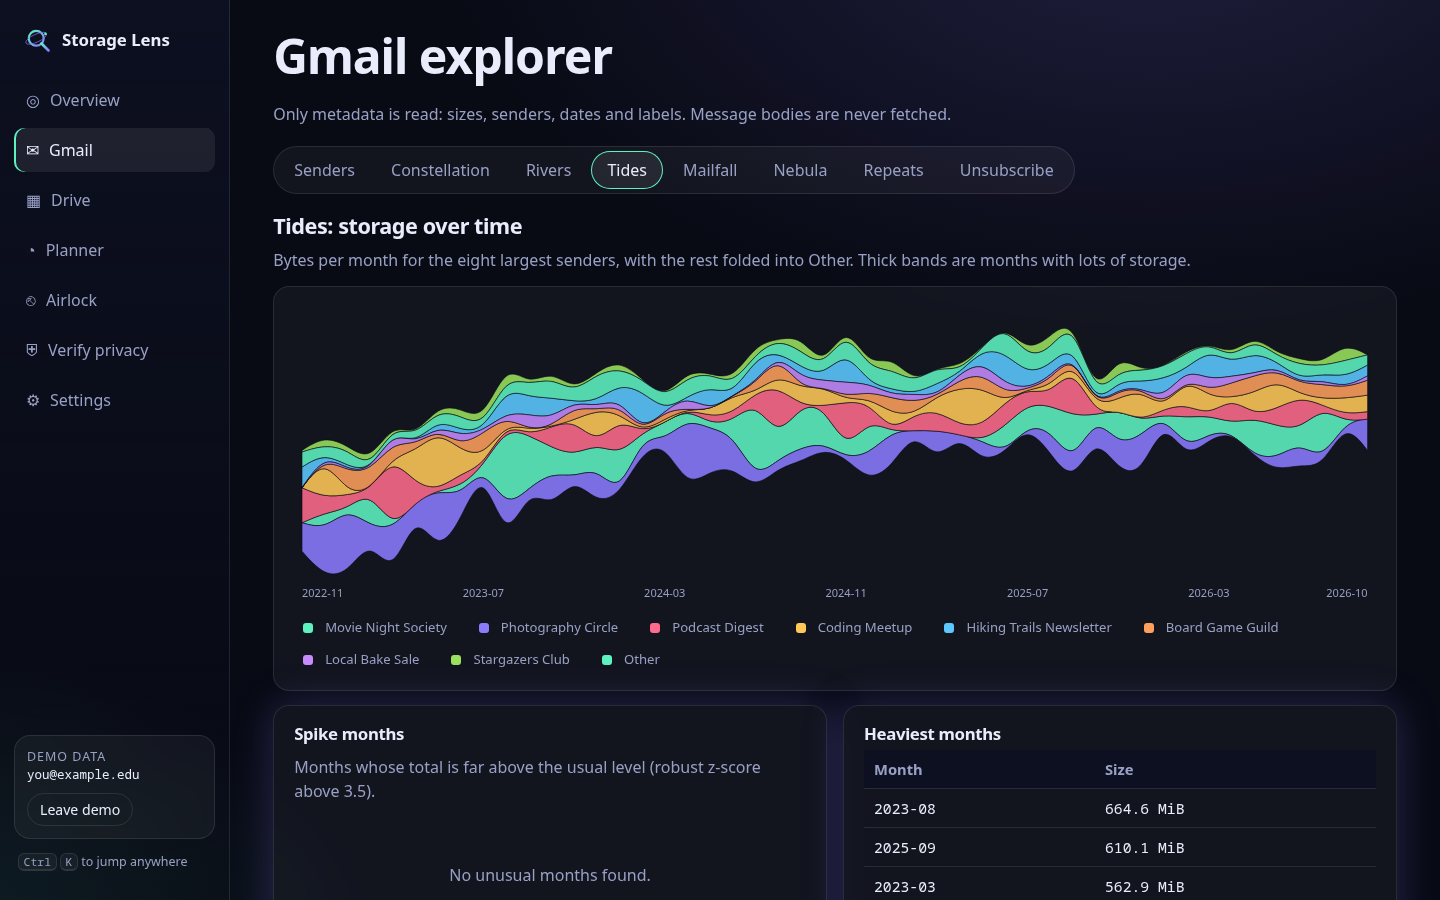 Storage Lens
Overview
Gmail
Drive
Planner
Airlock
Verify privacy
Settings
DEMO DATA
you@example.edu
Leave demo
Ctrl K to jump anywhere
Gmail explorer
Only metadata is read: sizes, senders, dates and labels. Message bodies are never fetched.
Senders Constellation Rivers Tides Mailfall Nebula Repeats Unsubscribe
Tides: storage over time
Bytes per month for the eight largest senders, with the rest folded into Other. Thick bands are months with lots of storage.
2022-11 2023-07 2024-03 2024-11 2025-07 2026-03 2026-10
Movie Night Society Photography Circle Podcast Digest Coding Meetup Hiking Trails Newsletter Board Game Guild
Local Bake Sale Stargazers Club Other
Spike months
Months whose total is far above the usual level (robust z-score
above 3.5).
No unusual months found.
Heaviest months
Month Size
2023-08 664.6 MiB
2025-09 610.1 MiB
2023-03 562.9 MiB